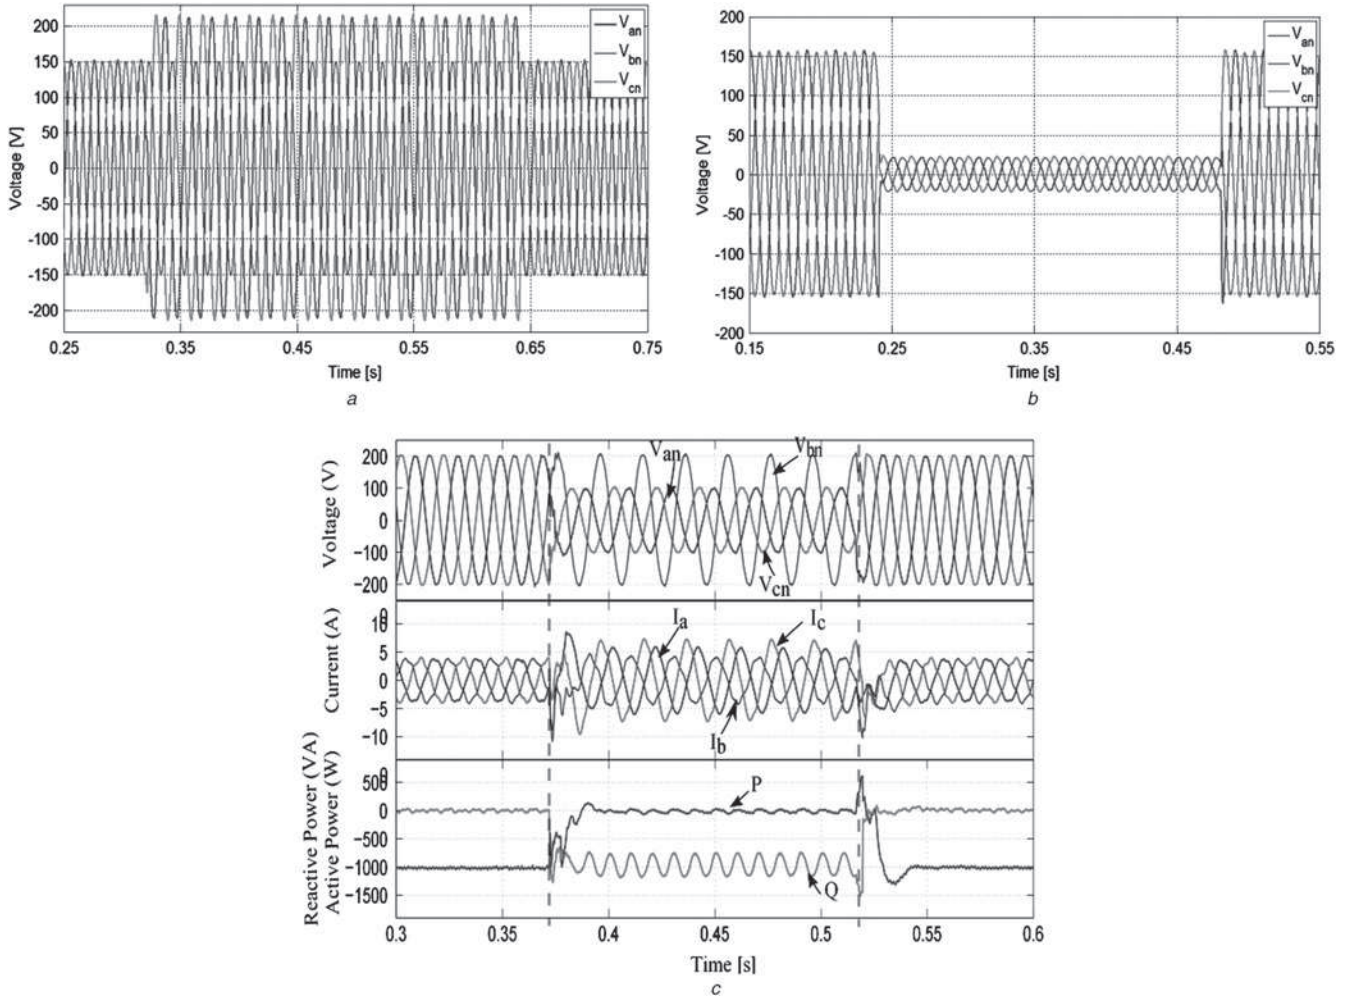 200
150
100
50
0
-50
-100
-150
-200
Voltage [V]
V_an
V_bn
V_cn
0.25
0.35
0.45
0.55
0.65
0.75
Time [s]
a
200
150
100
50
0
-50
-100
-150
-200
Voltage [V]
V_an
V_bn
V_cn
0.15
0.25
0.35
0.45
0.55
Time [s]
b
Voltage (V)
200
100
0
-100
-200
V_an
V_bn
V_cn
Current (A)
0
10
5
0
-5
-10
I_a
I_c
I_b
Reactive Power (VA)
Active Power (W)
0
500
0
-500
-1000
-1500
P
Q
0.3
0.35
0.4
0.45
0.5
0.55
0.6
Time [s]
c